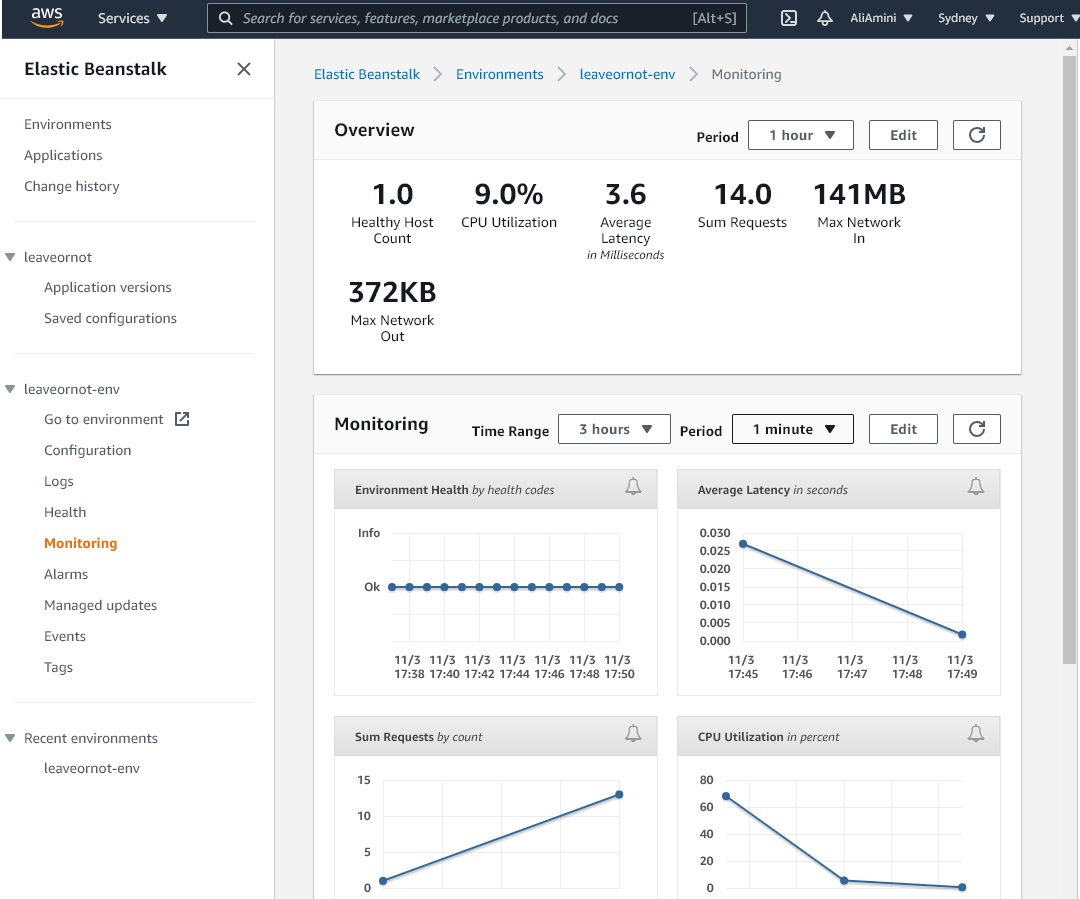 aws
Services
Search for services, features, marketplace products, and docs
[Alt+S]
AliAmini
Sydney
Support
Elastic Beanstalk
Environments
Applications
Change history
leaveornot
Application versions
Saved configurations
leaveornot-env
Go to environment
Configuration
Logs
Health
Monitoring
Alarms
Managed updates
Events
Tags
Recent environments
leaveornot-env
Elastic Beanstalk
Environments
leaveornot-env
Monitoring
Overview
Period
1 hour
Edit
1.0
Healthy Host
Count
9.0%
CPU Utilization
3.6
Average
Latency
in Milliseconds
14.0
Sum Requests
141MB
Max Network
In
372KB
Max Network
Out
Monitoring
Time Range
3 hours
Period
1 minute
Edit
Environment Health by health codes
Info
Ok
11/3 11/3 11/3 11/3 11/3 11/3 11/3
17:38 17:40 17:42 17:44 17:46 17:48 17:50
Average Latency in seconds
0.030
0.025
0.020
0.015
0.010
0.005
0.000
11/3 11/3 11/3 11/3 11/3
17:45 17:46 17:47 17:48 17:49
Sum Requests by count
15
10
5
0
CPU Utilization in percent
80
60
40
20
0